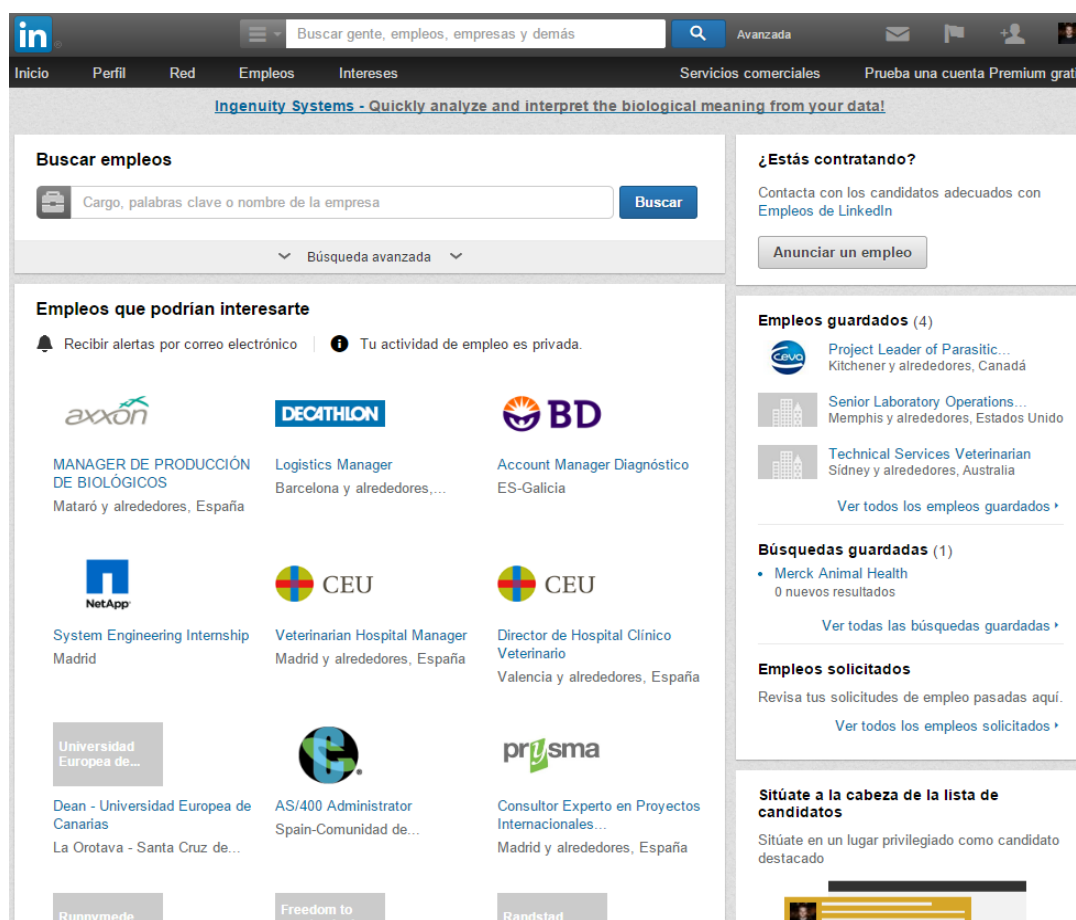 in
Buscar gente, empleos, empresas y demás
Avanzada
Inicio Perfil Red Empleos Intereses Servicios comerciales Prueba una cuenta Premium grati
Ingenuity Systems - Quickly analyze and interpret the biological meaning from your data!
Buscar empleos
Cargo, palabras clave o nombre de la empresa
Buscar
Búsqueda avanzada
Empleos que podrían interesarte
Recibir alertas por correo electrónico
Tu actividad de empleo es privada.
axxón
MANAGER DE PRODUCCIÓN
DE BIOLÓGICOS
Mataró y alrededores, España
DECATHLON
Logistics Manager
Barcelona y alrededores,...
BD
Account Manager Diagnóstico
ES-Galicia
NetApp
System Engineering Internship
Madrid
CEU
Veterinarian Hospital Manager
Madrid y alrededores, España
CEU
Director de Hospital Clínico
Veterinario
Valencia y alrededores, España
Universidad
Europea de...
Dean - Universidad Europea de
Canarias
La Orotava - Santa Cruz de...
AS/400 Administrator
Spain-Comunidad de...
prysma
Consultor Experto en Proyectos
Internacionales...
Madrid y alrededores, España
Runnymede
Freedom to
Randstad
¿Estás contratando?
Contacta con los candidatos adecuados con
Empleos de LinkedIn
Anunciar un empleo
Empleos guardados (4)
ceva
Project Leader of Parasitic...
Kitchener y alrededores, Canadá
Senior Laboratory Operations...
Memphis y alrededores, Estados Unido
Technical Services Veterinarian
Sídney y alrededores, Australia
Ver todos los empleos guardados
Búsquedas guardadas (1)
Merck Animal Health
0 nuevos resultados
Ver todas las búsquedas guardadas
Empleos solicitados
Revisa tus solicitudes de empleo pasadas aquí.
Ver todos los empleos solicitados
Sitúate a la cabeza de la lista de
candidatos
Sitúate en un lugar privilegiado como candidato
destacado